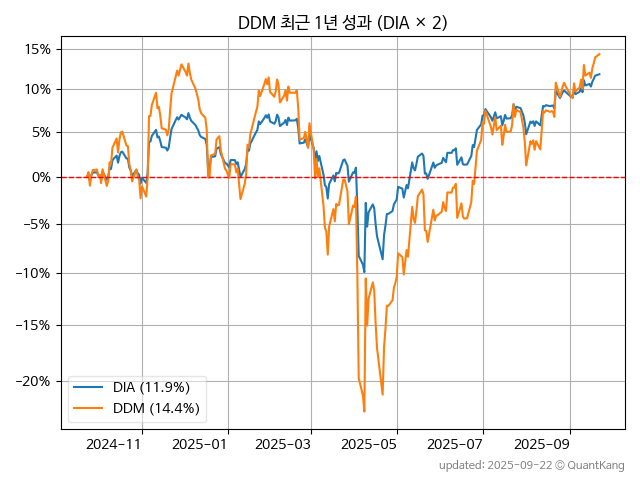 DDM 최근 1년 성과 (DIA × 2)
15%
10%
5%
0%
−5%
−10%
−15%
−20%
DIA (11.9%)
DDM (14.4%)
2024-11 2025-01 2025-03 2025-05 2025-07 2025-09
updated: 2025-09-22 © QuantKang